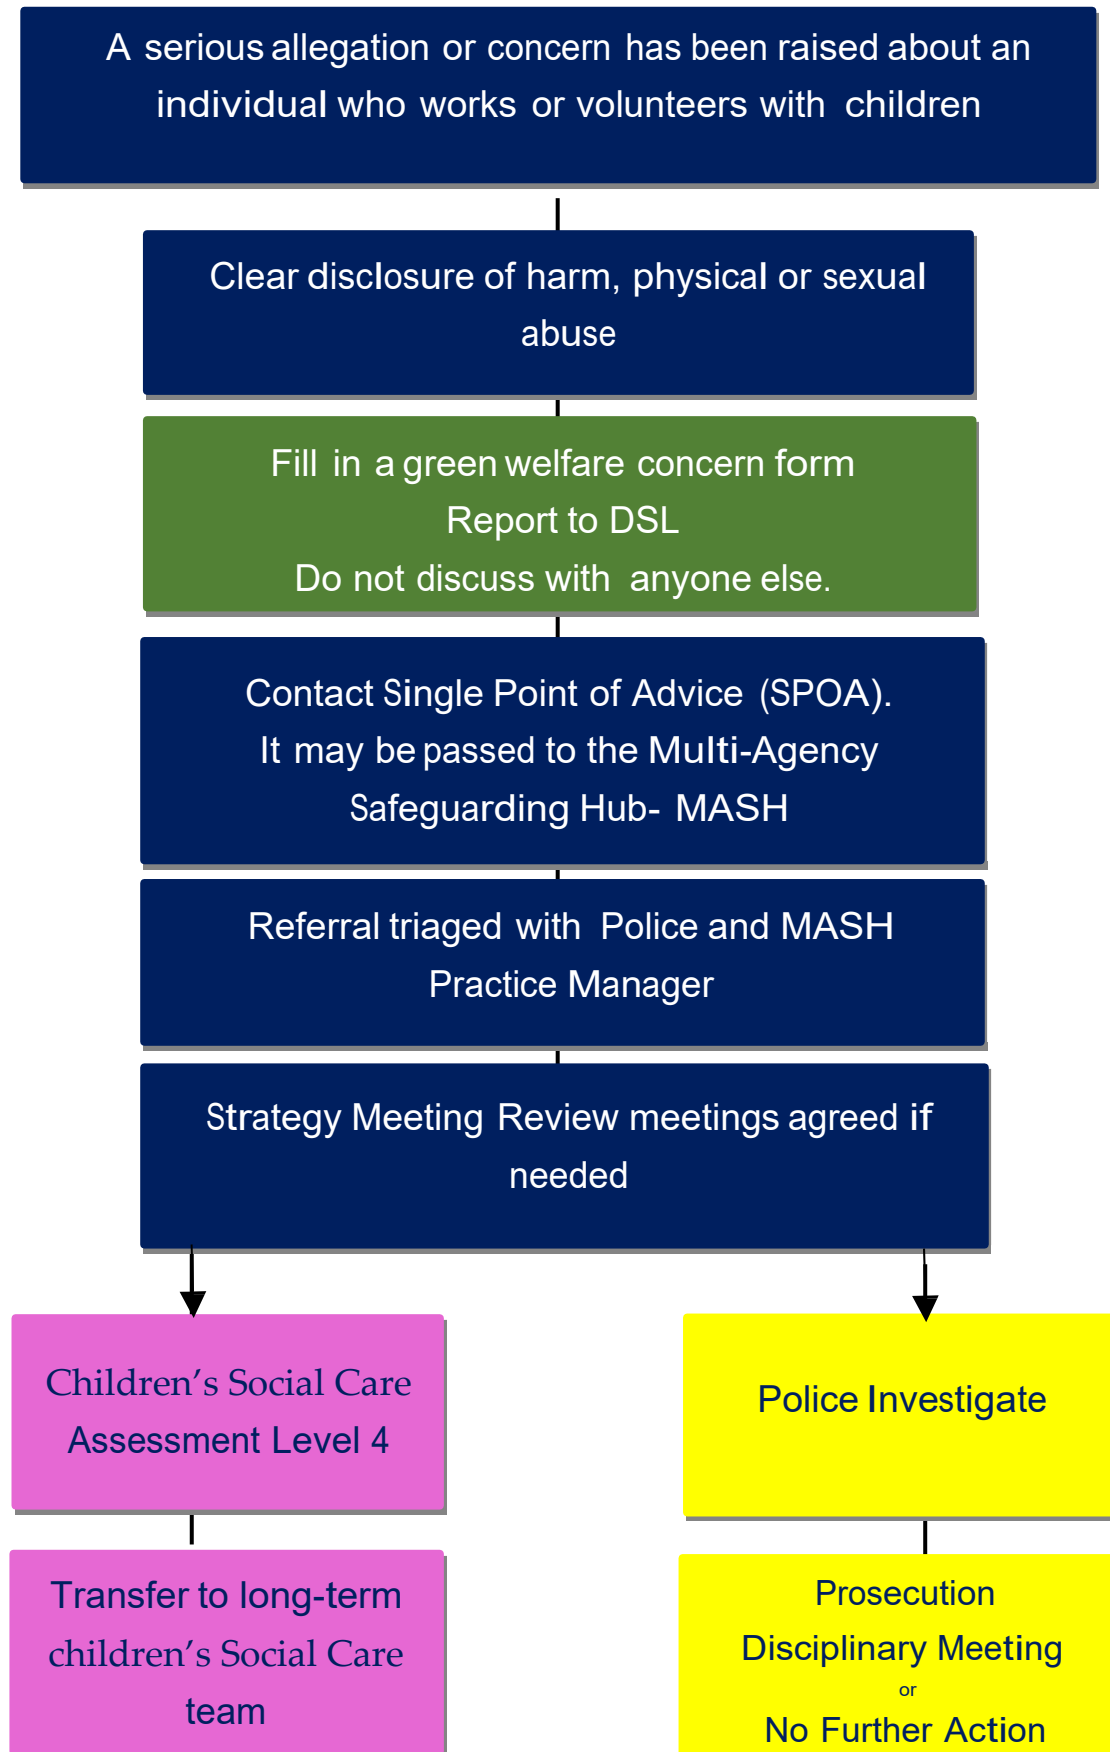 A serious allegation or concern has been raised about an
individual who works or volunteers with children
Clear disclosure of harm, physical or sexual
abuse
Fill in a green welfare concern form
Report to DSL
Do not discuss with anyone else.
Contact Single Point of Advice (SPOA).
It may be passed to the Multi-Agency
Safeguarding Hub- MASH
Referral triaged with Police and MASH
Practice Manager
Strategy Meeting Review meetings agreed if
needed
Children’s Social Care
Assessment Level 4
Police Investigate
Transfer to long-term
children’s Social Care
team
Prosecution
Disciplinary Meeting
or
No Further Action